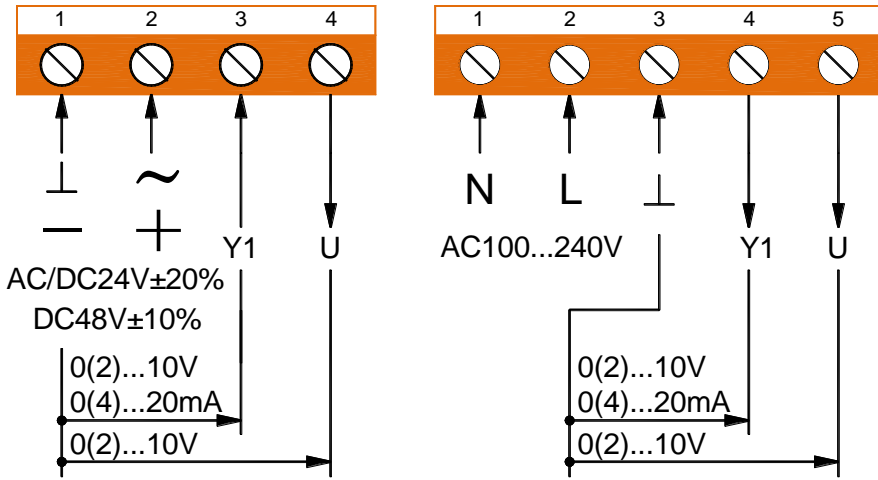 1 2 3 4
⊥ ~
− +
Y1 U
AC/DC24V±20%
DC48V±10%
0(2)...10V
0(4)...20mA
0(2)...10V
1 2 3 4 5
N L ⊥
AC100...240V Y1 U
0(2)...10V
0(4)...20mA
0(2)...10V